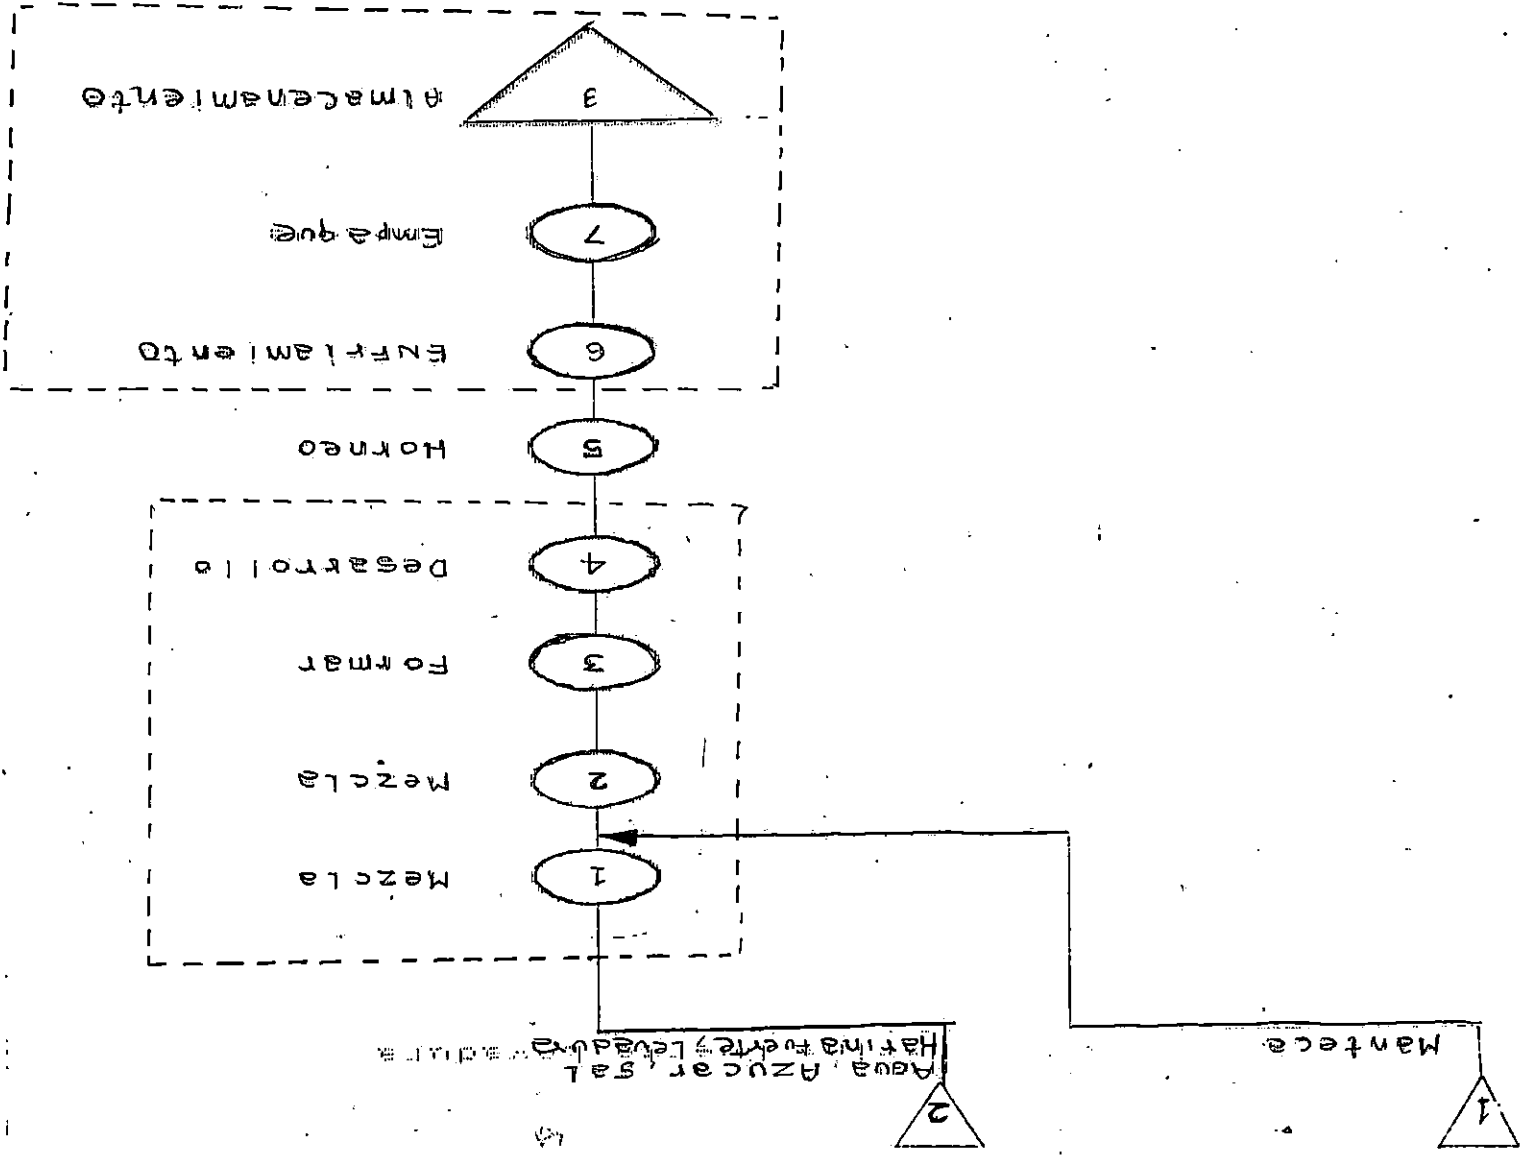 1
2
Agua, Azucar, Sal
Manteca
Harina Fuerte, Levadura
1 Mezcla
2 Mezcla
3 Formar
4 Desarrollo
5 Horneo
6 ENFriamiento
7 Empaque
3 Almacenamiento